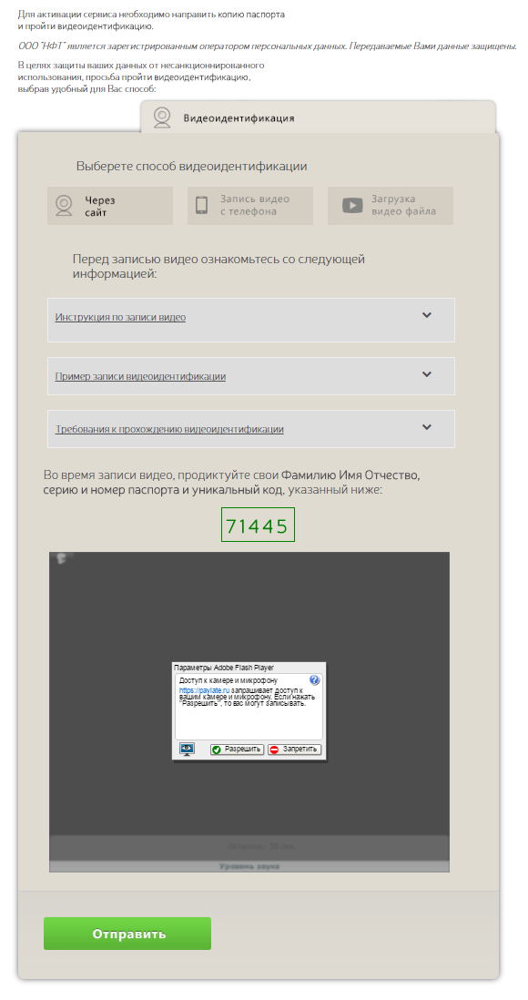 Для активации сервиса необходимо направить копию паспорта
и пройти видеоидентификацию.
ООО "НФТ" является зарегистрированным оператором персональных данных. Передаваемые Вами данные защищены.
В целях защиты ваших данных от несанкционнированного
использования, просьба пройти видеоидентификацию,
выбрав удобный для Вас способ:
Видеоидентификация
Выберете способ видеоидентификации
Через
сайт
Запись видео
с телефона
Загрузка
видео файла
Перед записью видео ознакомьтесь со следующей
информацией:
Инструкция по записи видео
Пример записи видеоидентификации
Требования к прохождению видеоидентификации
Во время записи видео, продиктуйте свои Фамилию Имя Отчество,
серию и номер паспорта и уникальный код, указанный ниже:
71445
Параметры Adobe Flash Player
Доступ к камере и микрофону
https://paylate.ru запрашивает доступ к
вашим камере и микрофону. Если нажать
"Разрешить", то вас могут записывать.
Разрешить
Запретить
Уровень звука
Отправить